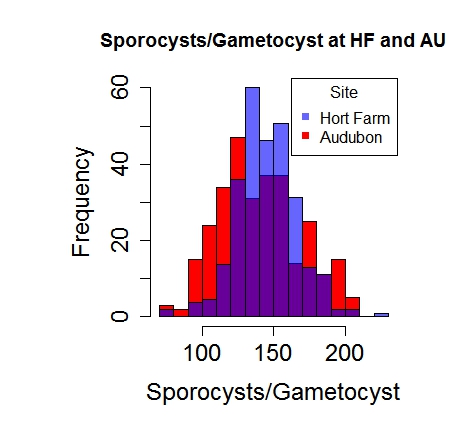 Sporocysts/Gametocyst at HF and AU
Site
Hort Farm
Audubon
Frequency
60
40
20
0
100 150 200
Sporocysts/Gametocyst